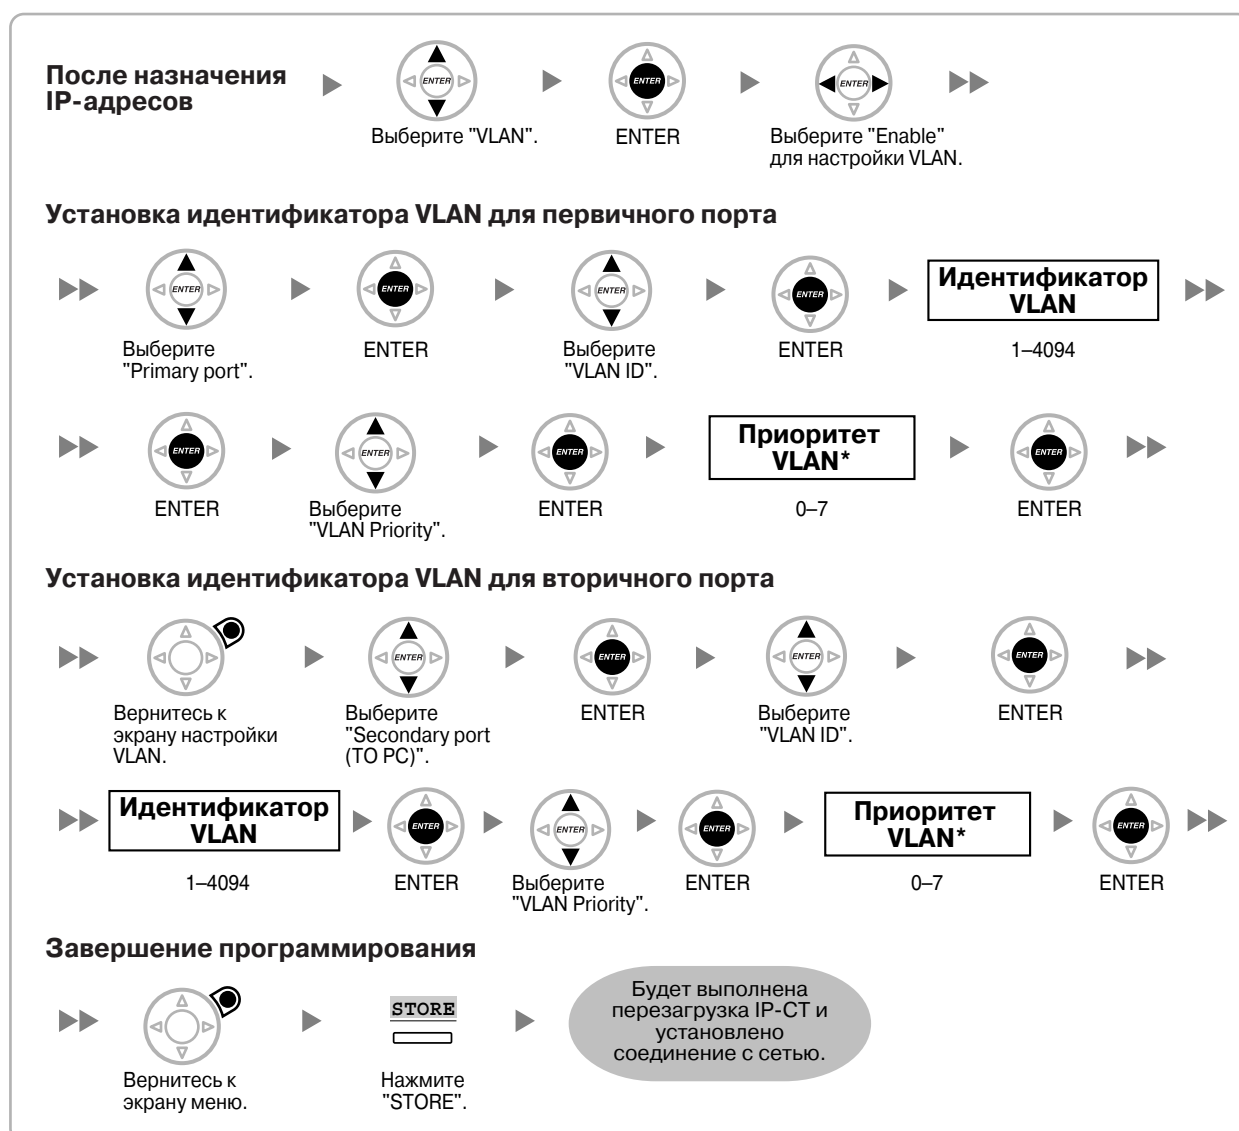 После назначения
IP-адресов
ENTER
ENTER
ENTER
Выберите "VLAN".
ENTER
Выберите "Enable"
для настройки VLAN.
Установка идентификатора VLAN для первичного порта
ENTER
ENTER
ENTER
ENTER
Идентификатор
VLAN
Выберите
"Primary port".
ENTER
Выберите
"VLAN ID".
ENTER
1–4094
ENTER
ENTER
ENTER
Приоритет
VLAN*
ENTER
ENTER
Выберите
"VLAN Priority".
ENTER
0–7
ENTER
Установка идентификатора VLAN для вторичного порта
ENTER
ENTER
ENTER
ENTER
Вернитесь к
экрану настройки
VLAN.
Выберите
"Secondary port
(TO PC)".
ENTER
Выберите
"VLAN ID".
ENTER
Идентификатор
VLAN
ENTER
ENTER
ENTER
Приоритет
VLAN*
ENTER
1–4094
ENTER
Выберите
"VLAN Priority".
ENTER
0–7
ENTER
Завершение программирования
STORE
Будет выполнена
перезагрузка IP-СТ и
установлено
соединение с сетью.
Вернитесь к
экрану меню.
Нажмите
"STORE".